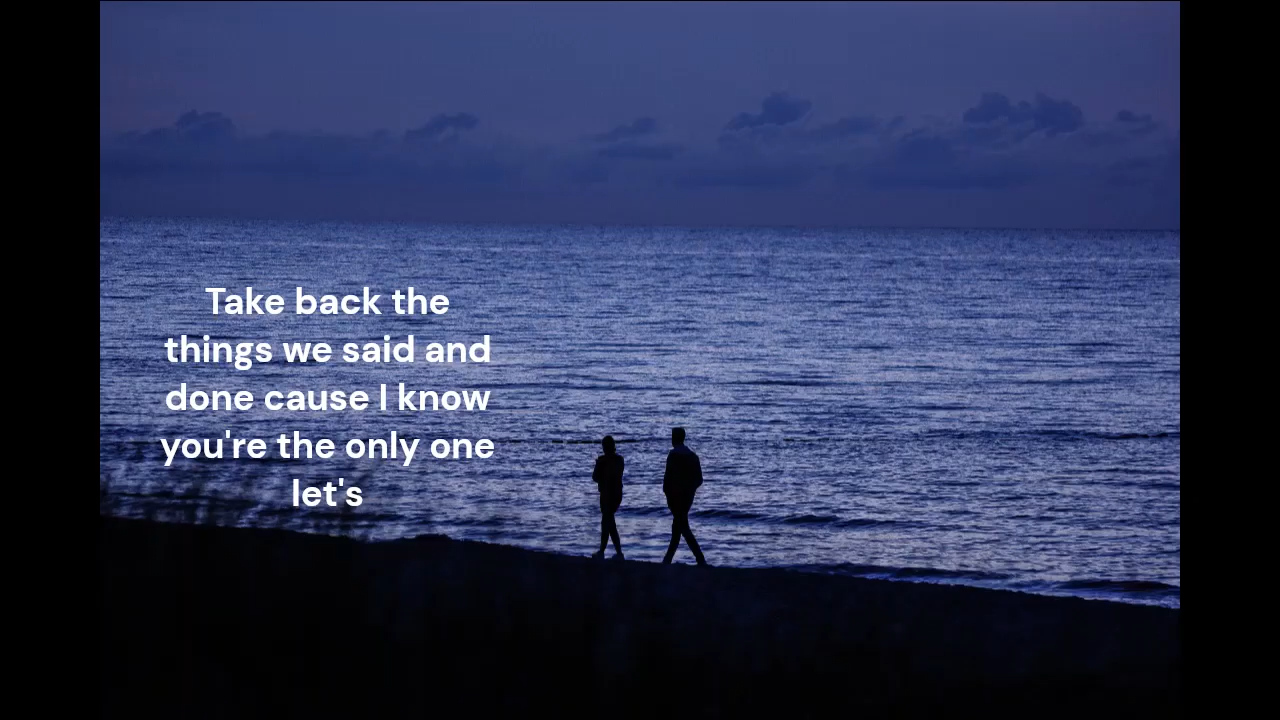 Take back the
things we said and
done cause I know
you're the only one
let's